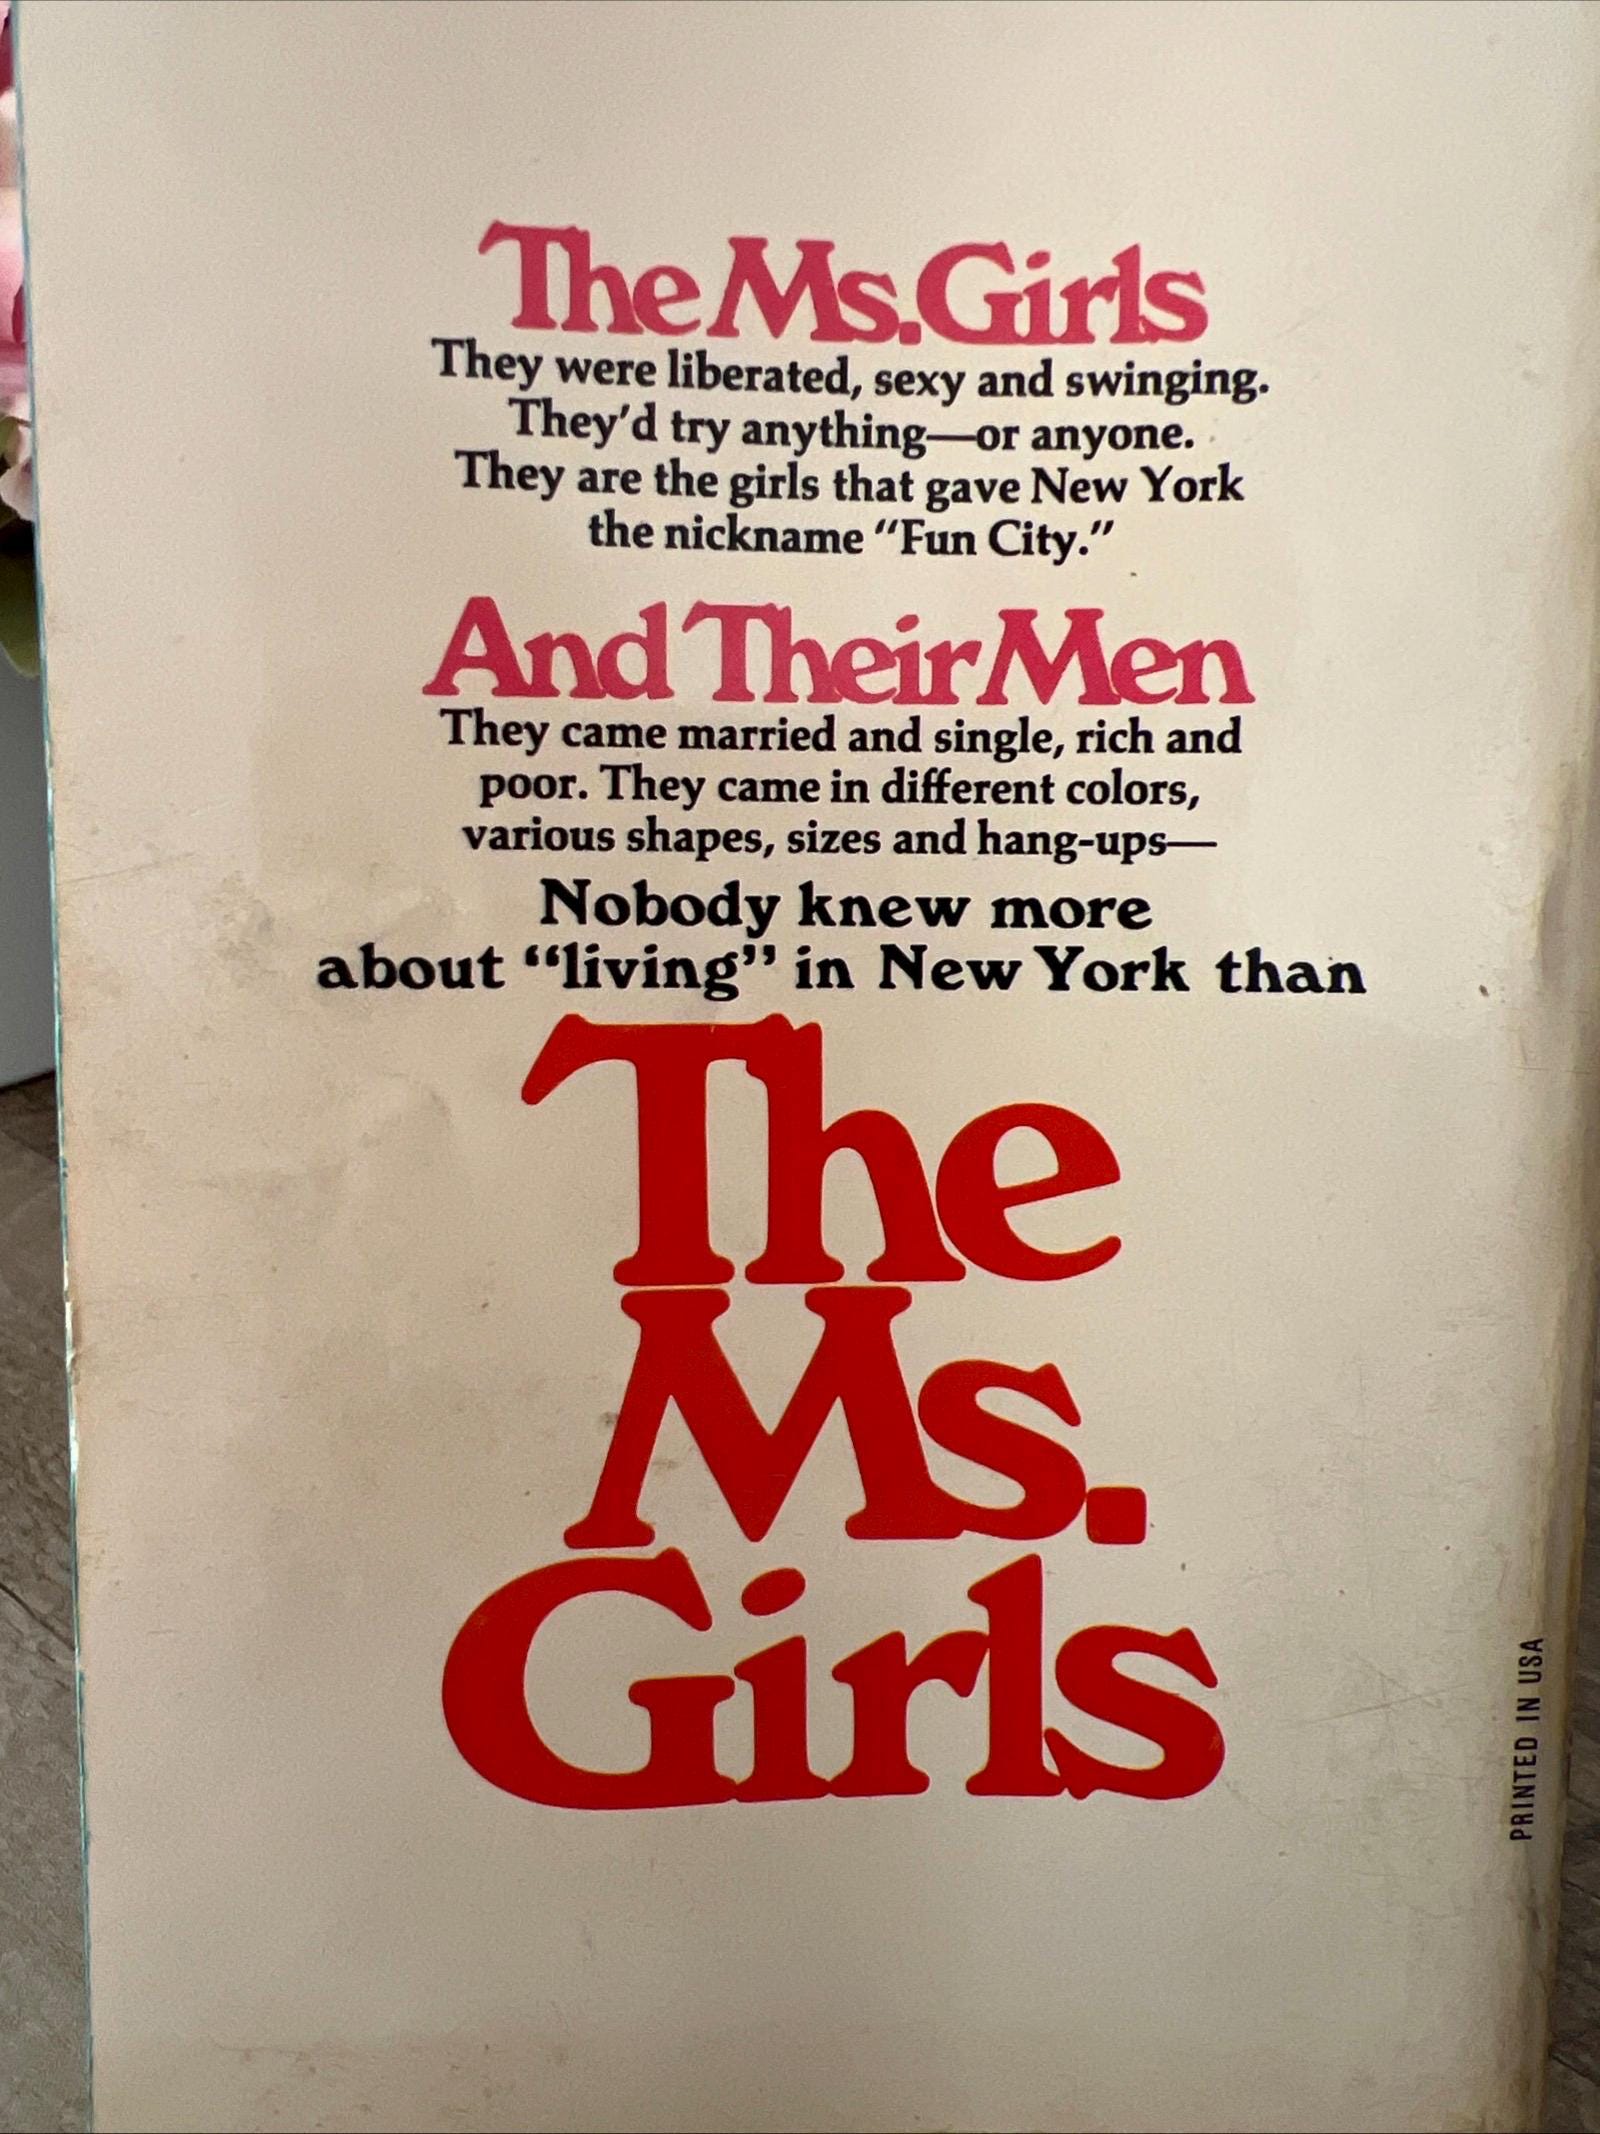 The Ms. Girls
They were liberated, sexy and swinging.
They'd try anything—or anyone.
They are the girls that gave New York
the nickname "Fun City."
And Their Men
They came married and single, rich and
poor. They came in different colors,
various shapes, sizes and hang-ups—
Nobody knew more
about “living” in New York than
The
Ms.
Girls
PRINTED IN USA